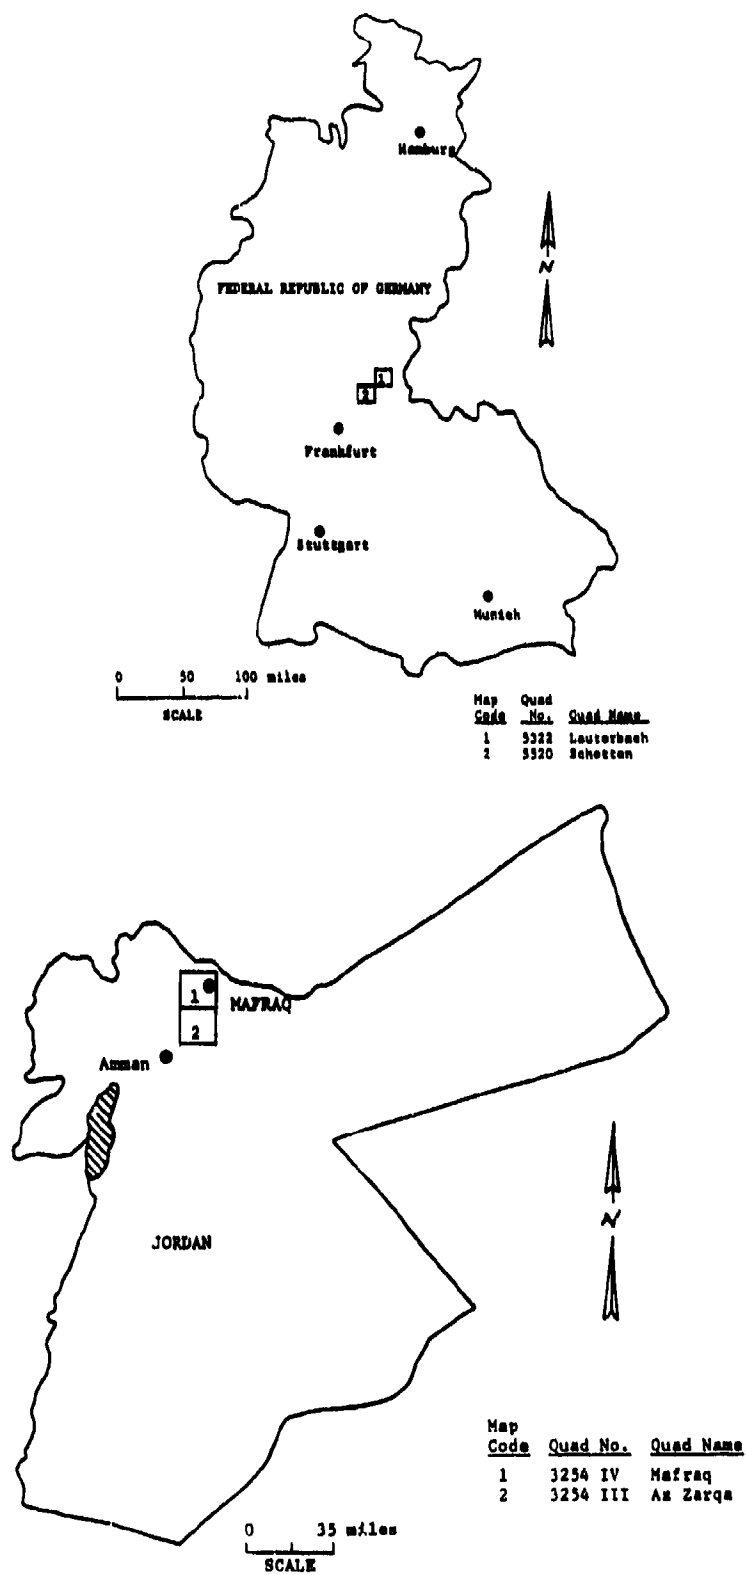 Hamburg
N
FEDERAL REPUBLIC OF GERMANY
1
2
Frankfurt
Stuttgart
Munich
0 50 100 miles
SCALE
Map Quad
Code No. Quad Name
1 5322 Lauterbach
2 5520 Schotten
1
MAFRAQ
2
Amman
N
JORDAN
Map
Code Quad No. Quad Name
1 3254 IV Mafraq
2 3254 III Az Zarqa
0 35 miles
SCALE